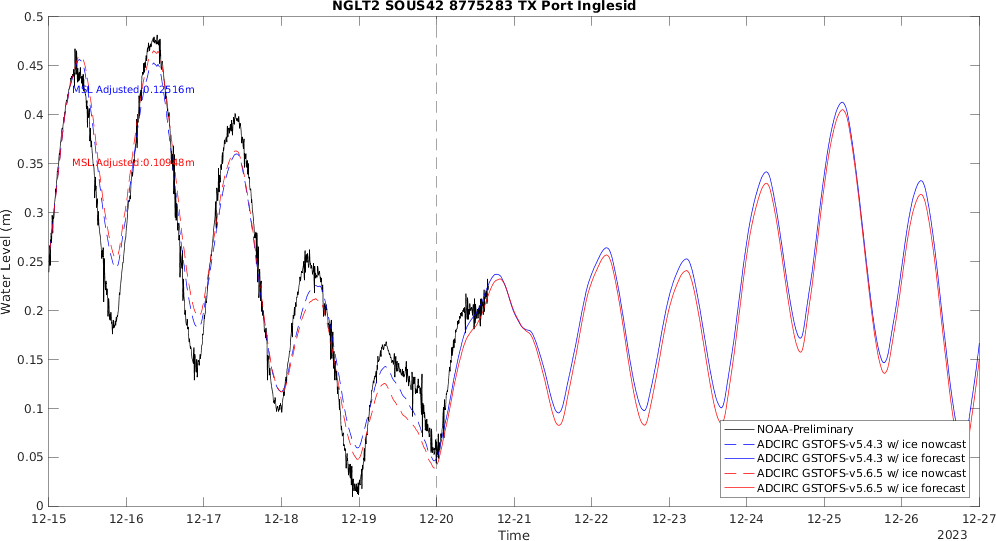 NGLT2 SOUS42 8775283 TX Port Inglesid
0.5
0.45
0.4
0.35
0.3
0.25
0.2
0.15
0.1
0.05
0
Water Level (m)
MSL Adjusted:0.12516m
MSL Adjusted:0.10948m
NOAA-Preliminary
ADCIRC GSTOFS-v5.4.3 w/ ice nowcast
ADCIRC GSTOFS-v5.4.3 w/ ice forecast
ADCIRC GSTOFS-v5.6.5 w/ ice nowcast
ADCIRC GSTOFS-v5.6.5 w/ ice forecast
12-15 12-16 12-17 12-18 12-19 12-20 12-21 12-22 12-23 12-24 12-25 12-26 12-27
Time
2023